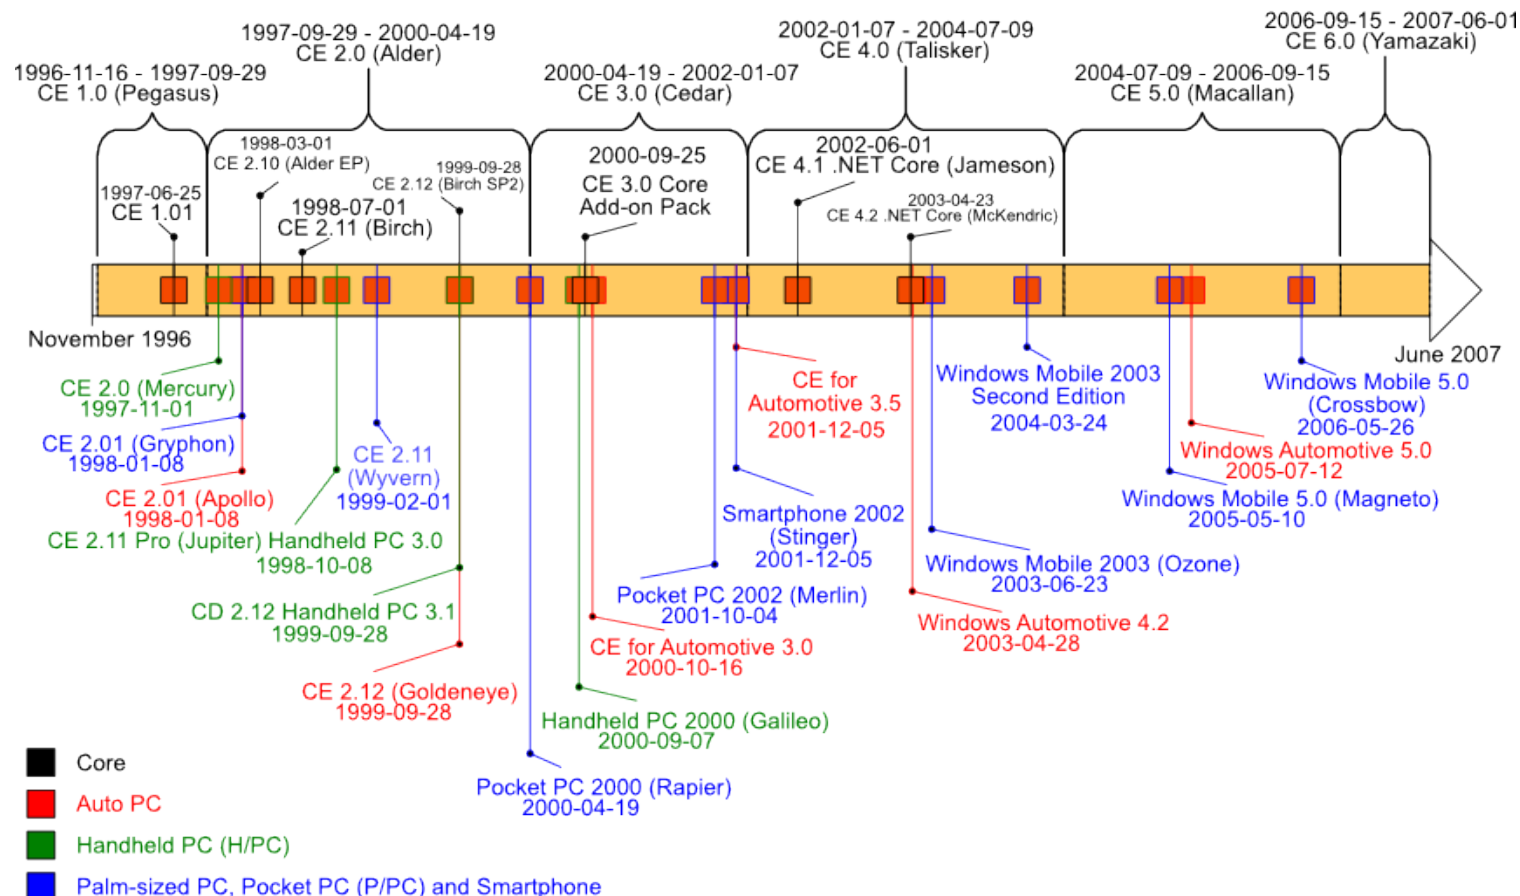 1996-11-16 - 1997-09-29
CE 1.0 (Pegasus)
1997-09-29 - 2000-04-19
CE 2.0 (Alder)
2000-04-19 - 2002-01-07
CE 3.0 (Cedar)
2002-01-07 - 2004-07-09
CE 4.0 (Talisker)
2004-07-09 - 2006-09-15
CE 5.0 (Macallan)
2006-09-15 - 2007-06-01
CE 6.0 (Yamazaki)
1997-06-25
CE 1.01
1998-03-01
CE 2.10 (Alder EP)
1998-07-01
CE 2.11 (Birch)
1999-09-28
CE 2.12 (Birch SP2)
2000-09-25
CE 3.0 Core
Add-on Pack
2002-06-01
CE 4.1 .NET Core (Jameson)
2003-04-23
CE 4.2 .NET Core (McKendric)
November 1996
June 2007
CE 2.0 (Mercury)
1997-11-01
CE 2.01 (Gryphon)
1998-01-08
CE 2.01 (Apollo)
1998-01-08
CE 2.11 Pro (Jupiter) Handheld PC 3.0
1998-10-08
CE 2.11
(Wyvern)
1999-02-01
CD 2.12 Handheld PC 3.1
1999-09-28
CE 2.12 (Goldeneye)
1999-09-28
Pocket PC 2000 (Rapier)
2000-04-19
Handheld PC 2000 (Galileo)
2000-09-07
CE for Automotive 3.0
2000-10-16
Pocket PC 2002 (Merlin)
2001-10-04
CE for
Automotive 3.5
2001-12-05
Smartphone 2002
(Stinger)
2001-12-05
Windows Automotive 4.2
2003-04-28
Windows Mobile 2003 (Ozone)
2003-06-23
Windows Mobile 2003
Second Edition
2004-03-24
Windows Mobile 5.0 (Magneto)
2005-05-10
Windows Automotive 5.0
2005-07-12
Windows Mobile 5.0
(Crossbow)
2006-05-26
Core
Auto PC
Handheld PC (H/PC)
Palm-sized PC, Pocket PC (P/PC) and Smartphone